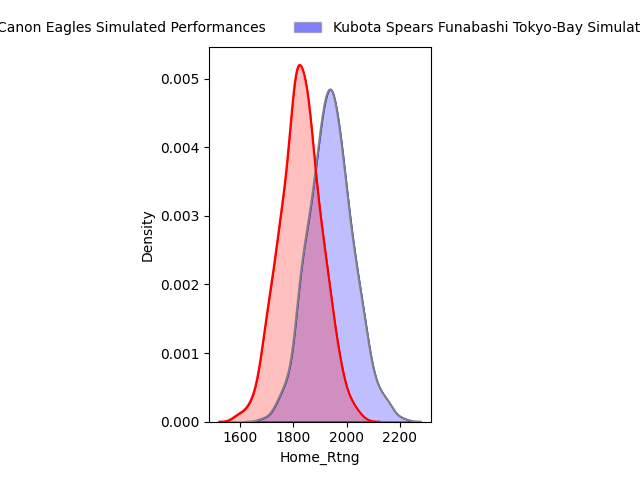 Canon Eagles Simulated Performances
Kubota Spears Funabashi Tokyo-Bay Simulat
0.005
0.004
0.003
0.002
0.001
0.000
Density
1600 1800 2000 2200
Home_Rtng